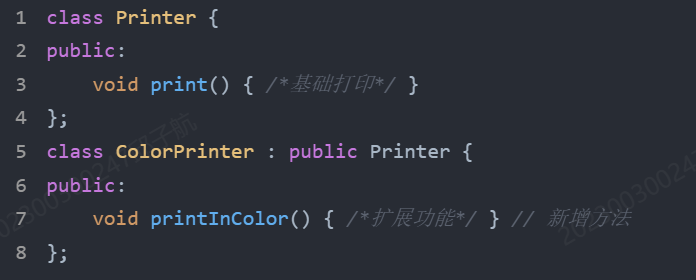 1 class Printer {
2 public:
3     void print() { /*基础打印*/ }
4 };
5 class ColorPrinter : public Printer {
6 public:
7     void printInColor() { /*扩展功能*/ } // 新增方法
8 };